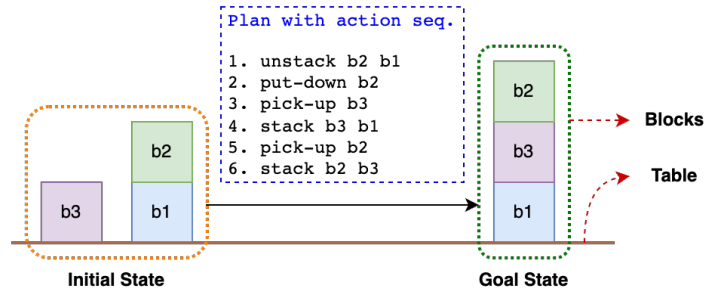 Plan with action seq.
1. unstack b2 b1
2. put-down b2
3. pick-up b3
4. stack b3 b1
5. pick-up b2
6. stack b2 b3
b3
b2
b1
Initial State
b2
b3
b1
Goal State
Blocks
Table